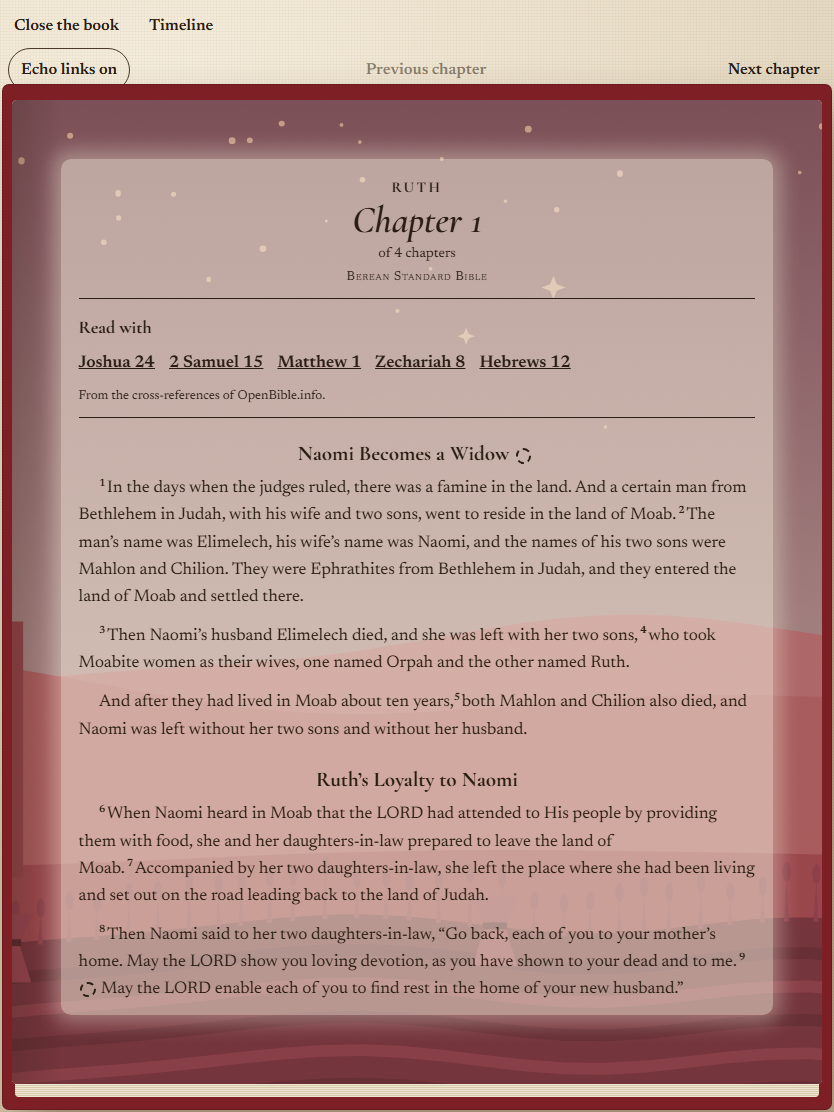 Close the book Timeline
Echo links on Previous chapter Next chapter
RUTH
Chapter 1
of 4 chapters
Berean Standard Bible
Read with
Joshua 24 2 Samuel 15 Matthew 1 Zechariah 8 Hebrews 12
From the cross-references of OpenBible.info.
Naomi Becomes a Widow
1 In the days when the judges ruled, there was a famine in the land. And a certain man from
Bethlehem in Judah, with his wife and two sons, went to reside in the land of Moab. 2 The
man’s name was Elimelech, his wife’s name was Naomi, and the names of his two sons were
Mahlon and Chilion. They were Ephrathites from Bethlehem in Judah, and they entered the
land of Moab and settled there.
3 Then Naomi’s husband Elimelech died, and she was left with her two sons, 4 who took
Moabite women as their wives, one named Orpah and the other named Ruth.
And after they had lived in Moab about ten years, 5 both Mahlon and Chilion also died, and
Naomi was left without her two sons and without her husband.
Ruth’s Loyalty to Naomi
6 When Naomi heard in Moab that the LORD had attended to His people by providing
them with food, she and her daughters-in-law prepared to leave the land of
Moab. 7 Accompanied by her two daughters-in-law, she left the place where she had been living
and set out on the road leading back to the land of Judah.
8 Then Naomi said to her two daughters-in-law, “Go back, each of you to your mother’s
home. May the LORD show you loving devotion, as you have shown to your dead and to me. 9
May the LORD enable each of you to find rest in the home of your new husband.”